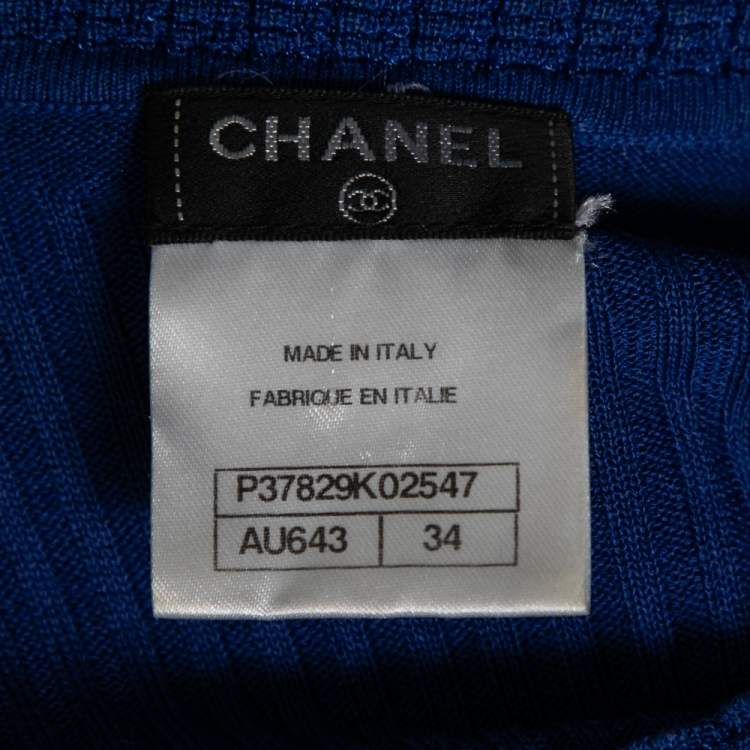 CHANEL
MADE IN ITALY
FABRIQUE EN ITALIE
P37829K02547
AU643 34